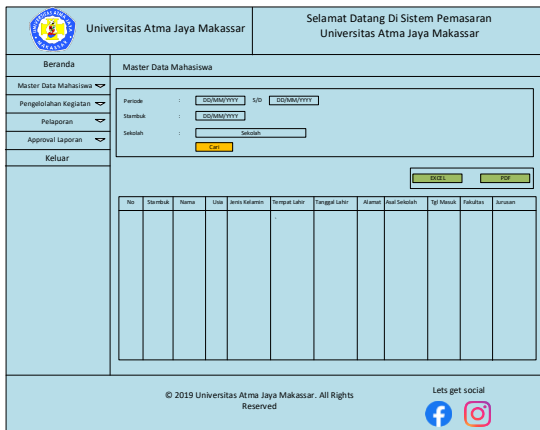 Universitas Atma Jaya Makassar
Selamat Datang Di Sistem Pemasaran
Universitas Atma Jaya Makassar
Beranda
Master Data Mahasiswa
Pengelolahan Kegiatan
Pelaporan
Approval Laporan
Keluar
Master Data Mahasiswa
Periode : DD/MM/YYYY S/D DD/MM/YYYY
Stambuk : DD/MM/YYYY
Sekolah : Sekolah
Cari
EXCEL PDF
No Stambuk Nama Usia Jenis Kelamin Tempat Lahir Tanggal Lahir Alamat Asal Sekolah Tgl Masuk Fakultas Jurusan
© 2019 Universitas Atma Jaya Makassar. All Rights
Reserved
Lets get social